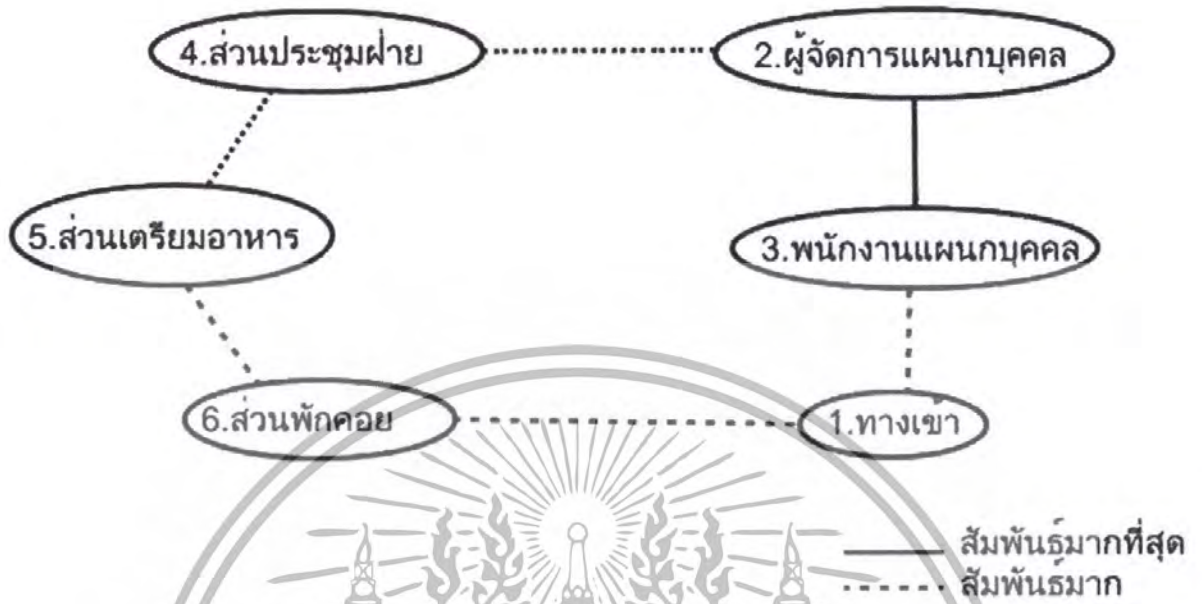 4.ส่วนประชุมฝ่าย
2.ผู้จัดการแผนกบุคคล
5.ส่วนเตรียมอาหาร
3.พนักงานแผนกบุคคล
6.ส่วนพักคอย
1.ทางเข้า
สัมพันธ์มากที่สุด
สัมพันธ์มาก